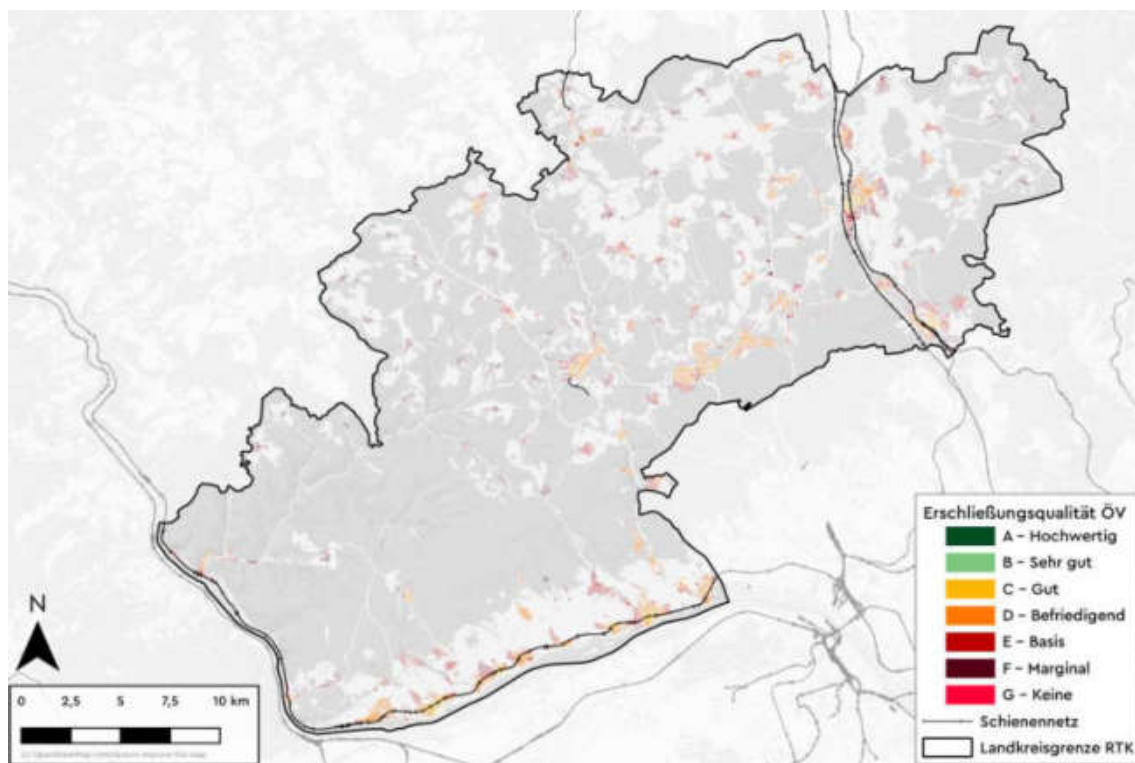 N
0 2,5 5 7,5 10 km
Erschließungsqualität ÖV
A – Hochwertig
B – Sehr gut
C – Gut
D – Befriedigend
E – Basis
F – Marginal
G – Keine
Schienennetz
Landkreisgrenze RTK